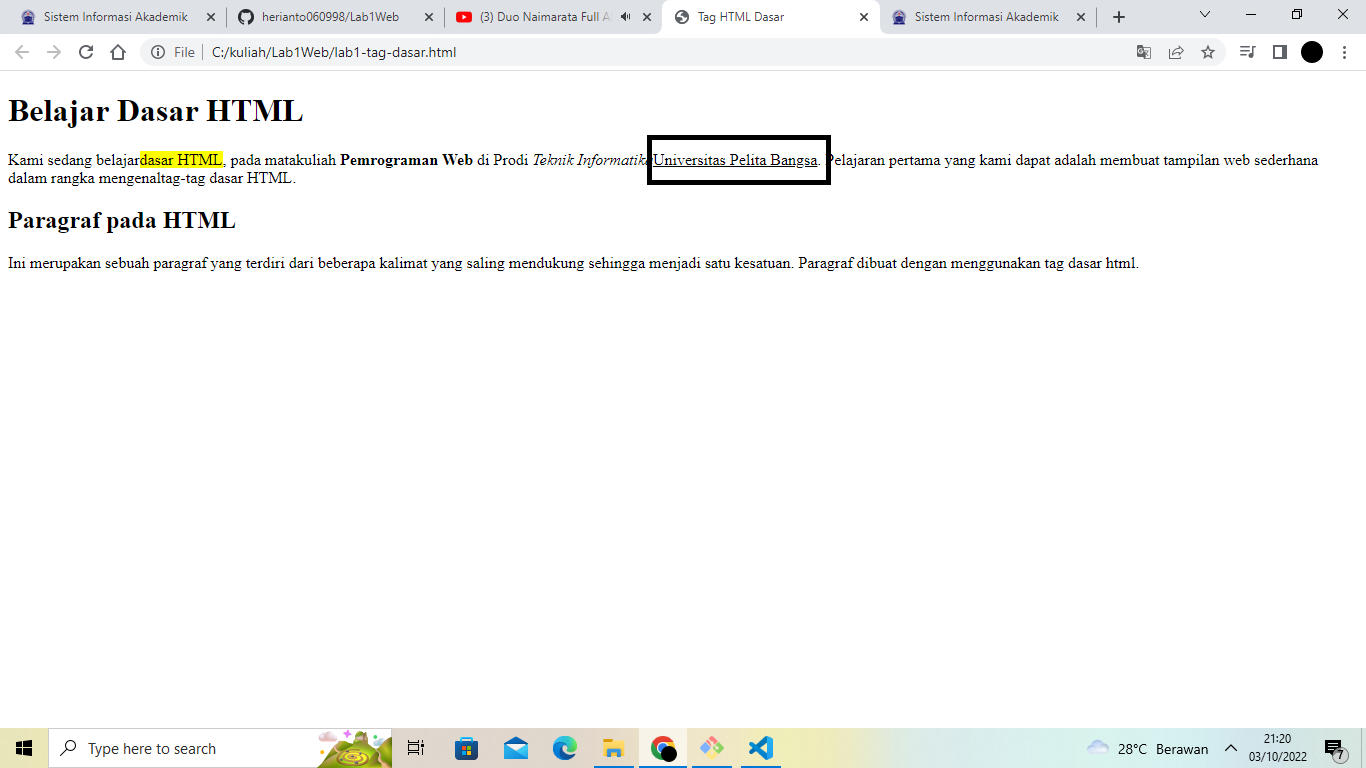 Sistem Informasi Akademik
herianto060998/Lab1Web
(3) Duo Naimarata Full A
Tag HTML Dasar
Sistem Informasi Akademik
File
C:/kuliah/Lab1Web/lab1-tag-dasar.html
Belajar Dasar HTML
Kami sedang belajardasar HTML, pada matakuliah Pemrograman Web di Prodi Teknik InformatikaUniversitas Pelita Bangsa. Pelajaran pertama yang kami dapat adalah membuat tampilan web sederhana
dalam rangka mengenaltag-tag dasar HTML.
Paragraf pada HTML
Ini merupakan sebuah paragraf yang terdiri dari beberapa kalimat yang saling mendukung sehingga menjadi satu kesatuan. Paragraf dibuat dengan menggunakan tag dasar html.
Type here to search
28°C Berawan
21:20
03/10/2022
7